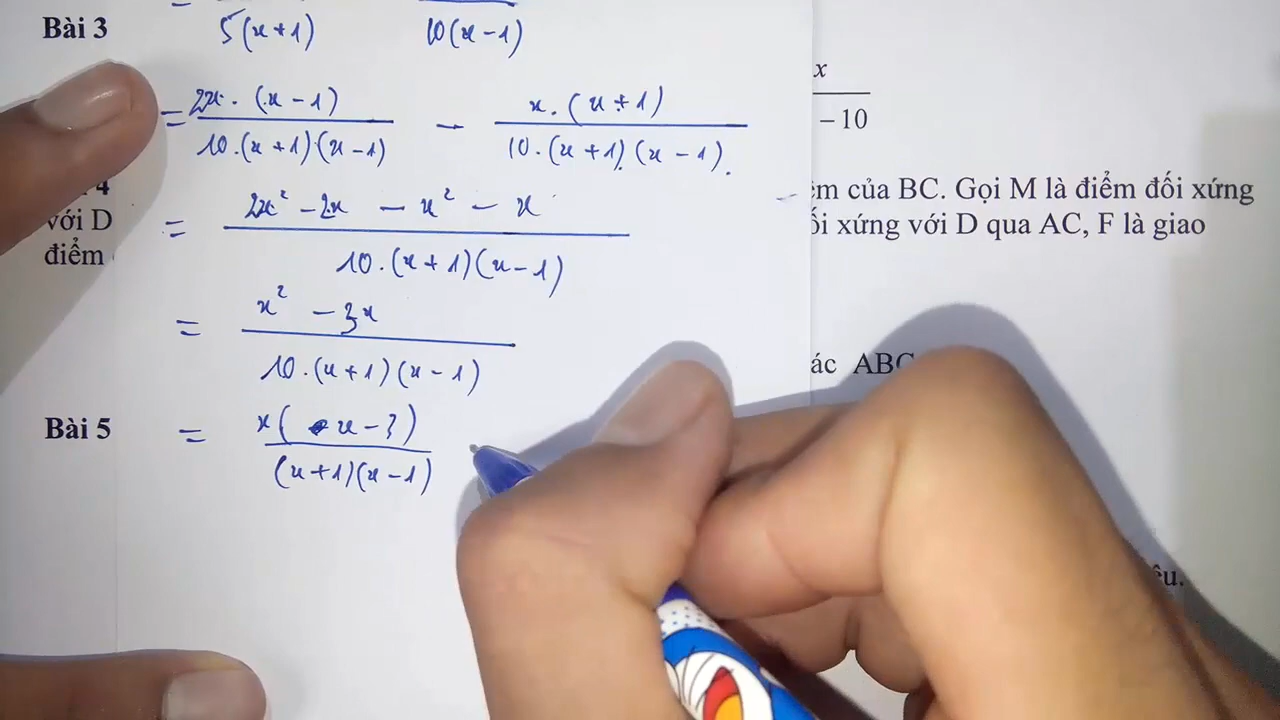 Bài 3
= 5(x+1) 10(x-1)
x
- 10
= 2x. (x-1) / 10.(x+1).(x-1) - x.(x+1) / 10.(x+1)(x-1).
4
ểm của BC. Gọi M là điểm đối xứng
với D
ối xứng với D qua AC, F là giao
điểm
= 2x² - 2x - x² - x / 10.(x+1)(x-1)
= x² - 3x / 10.(x+1)(x-1)
ác ABC
Bài 5
= x( x-3) / (x+1)(x-1)
êu.